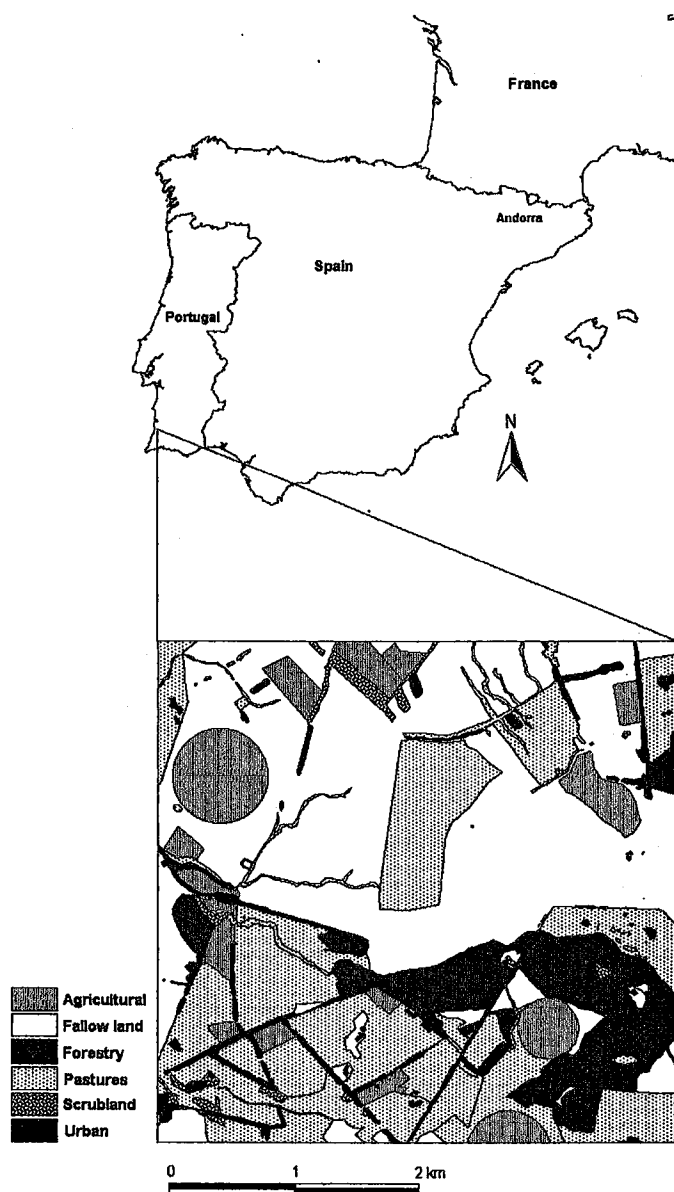 France
Andorra
Spain
Portugal
N
Agricultural
Fallow land
Forestry
Pastures
Scrubland
Urban
0 1 2 km